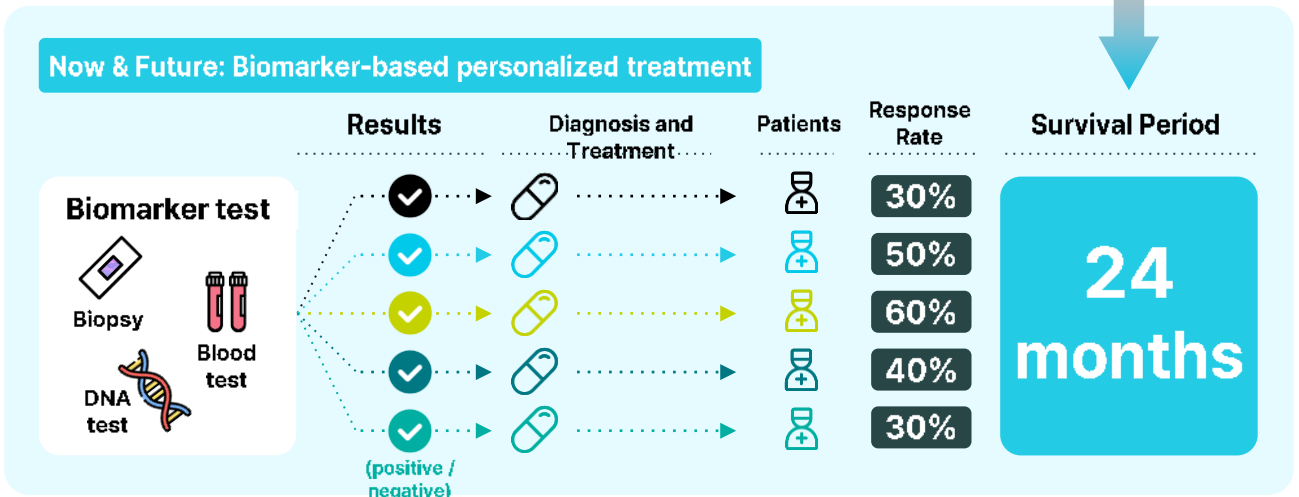 Now & Future: Biomarker-based personalized treatment
Results
Diagnosis and
Treatment
Patients
Response
Rate
Survival Period
Biomarker test
Biopsy
Blood
test
DNA
test
(positive /
negative)
30%
50%
60%
40%
30%
24
months